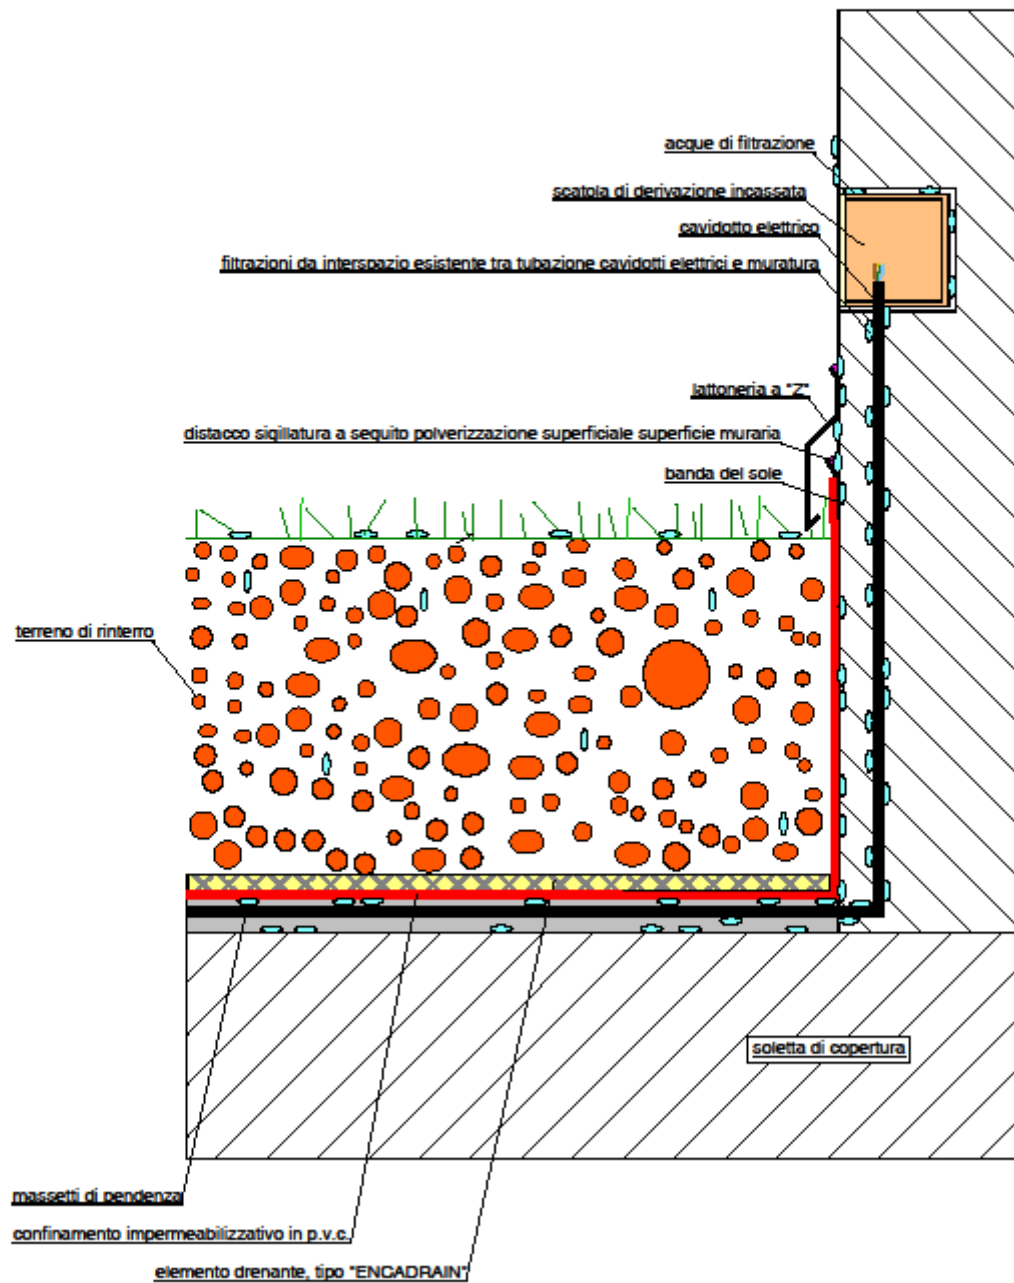 acque di filtrazione
scatola di derivazione incassata
cavidotto elettrico
filtrazioni da interspazio esistente tra tubazione cavidotti elettrici e muratura
lattoneria a "Z"
distacco sigillatura a seguito polverizzazione superficiale superficie muraria
banda del sole
terreno di rinterro
soletta di copertura
massetti di pendenza
confinamento impermeabilizzativo in p.v.c.
elemento drenante, tipo "ENCADRAIN"